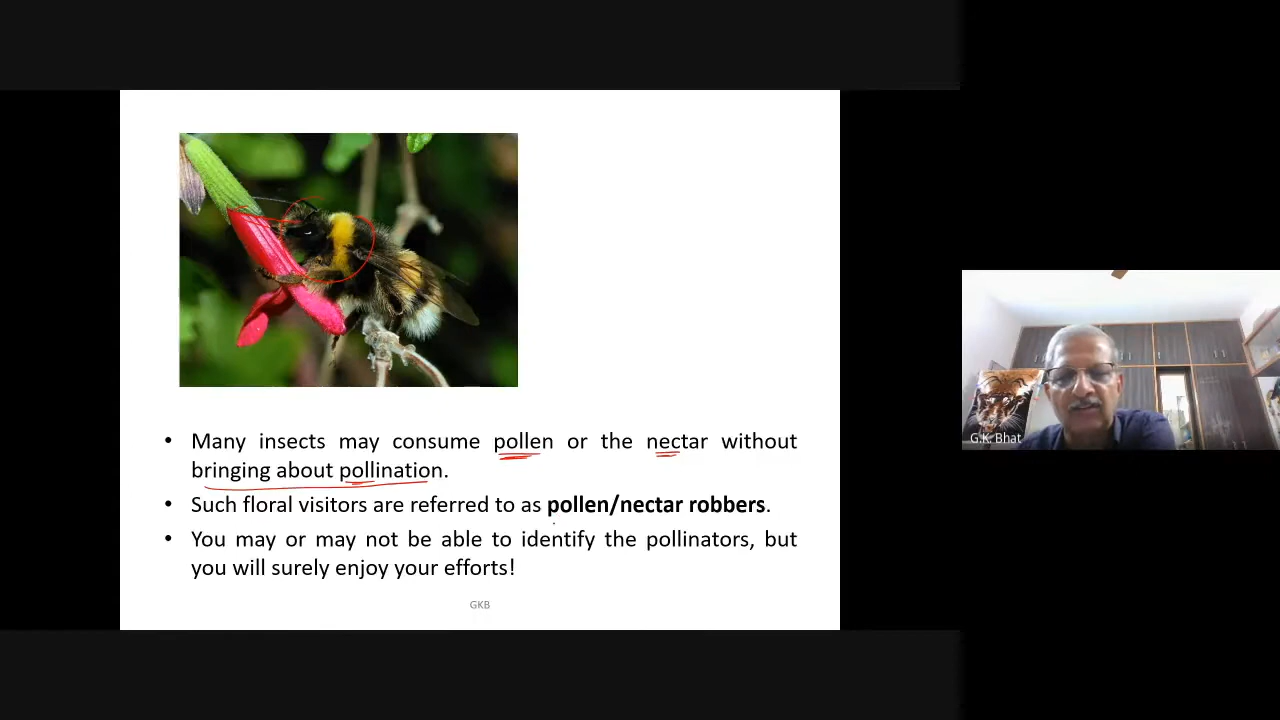 Many insects may consume pollen or the nectar without
bringing about pollination.
Such floral visitors are referred to as pollen/nectar robbers.
You may or may not be able to identify the pollinators, but
you will surely enjoy your efforts!
GKB
G.K. Bhat